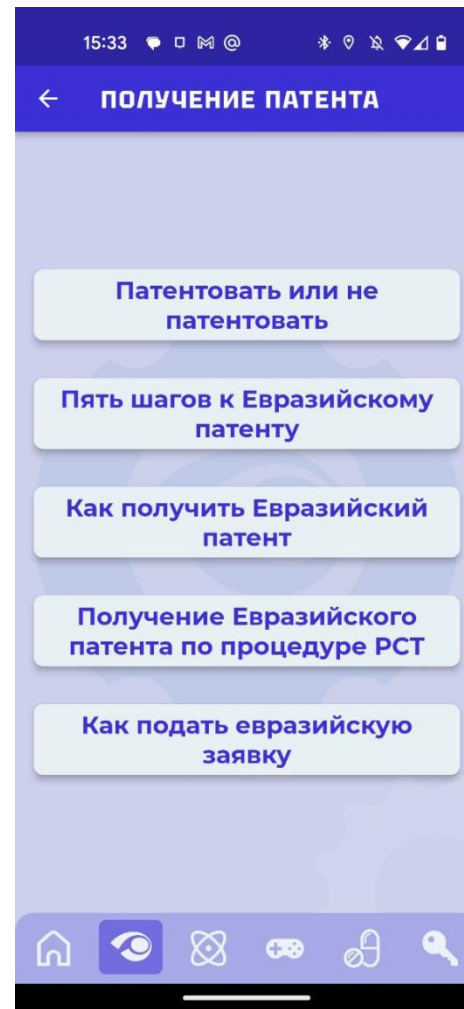 15:33
ПОЛУЧЕНИЕ ПАТЕНТА
Патентовать или не
патентовать
Пять шагов к Евразийскому
патенту
Как получить Евразийский
патент
Получение Евразийского
патента по процедуре РСТ
Как подать евразийскую
заявку